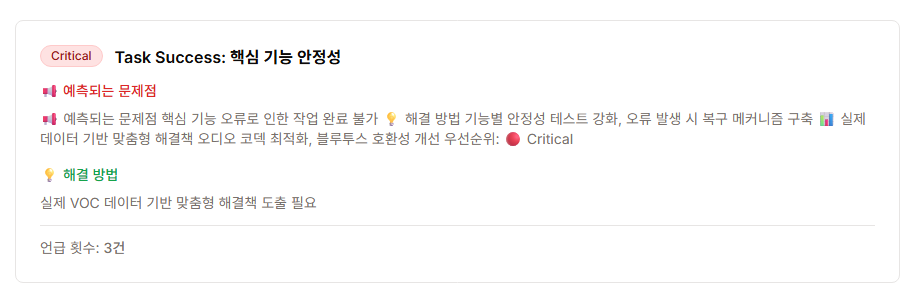 Critical Task Success: 핵심 기능 안정성
📢 예측되는 문제점
📢 예측되는 문제점 핵심 기능 오류로 인한 작업 완료 불가 💡 해결 방법 기능별 안정성 테스트 강화, 오류 발생 시 복구 메커니즘 구축 📊 실제
데이터 기반 맞춤형 해결책 오디오 코덱 최적화, 블루투스 호환성 개선 우선순위: 🔴 Critical
💡 해결 방법
실제 VOC 데이터 기반 맞춤형 해결책 도출 필요
언급 횟수: 3건